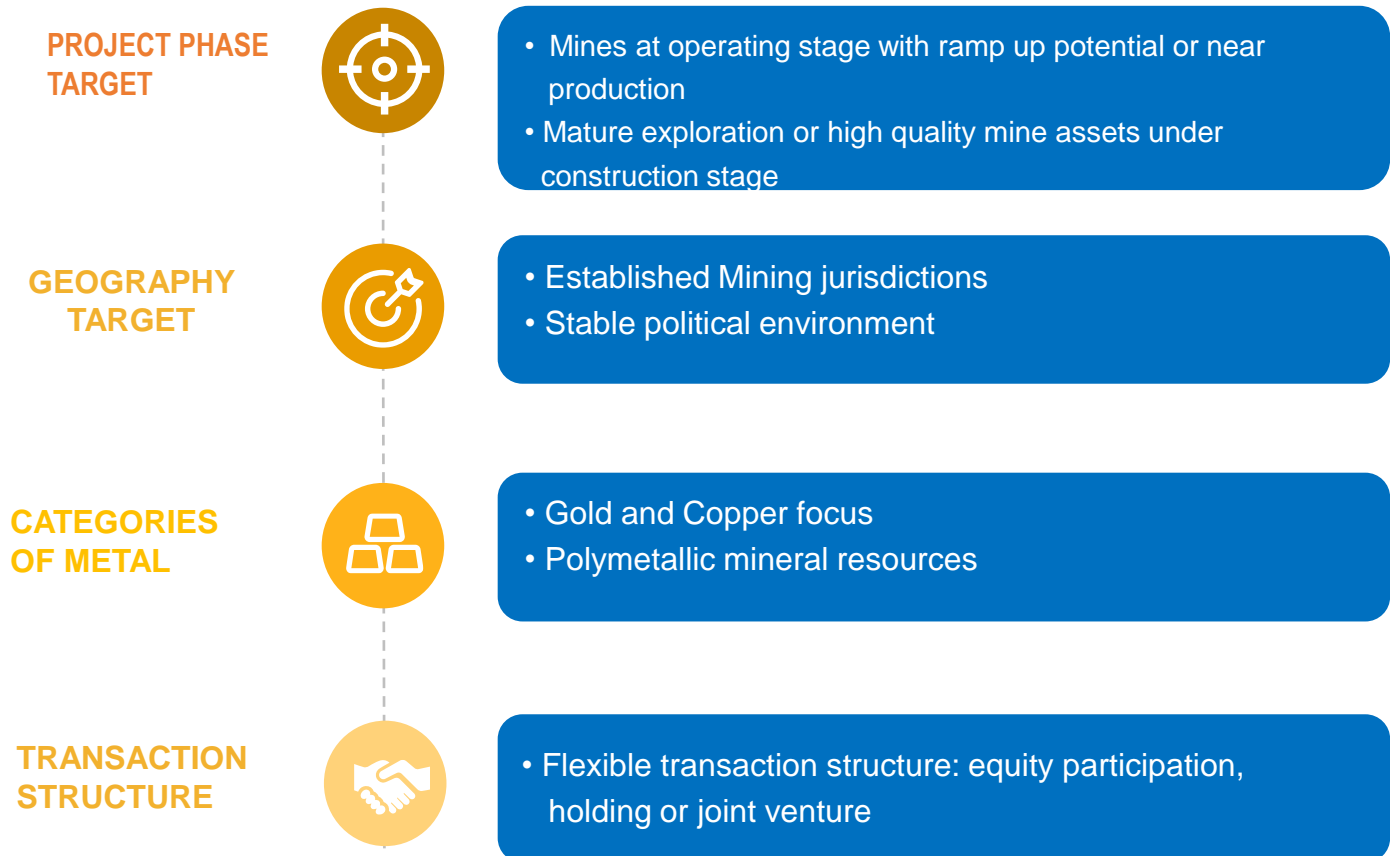 PROJECT PHASE
TARGET
• Mines at operating stage with ramp up potential or near
production
• Mature exploration or high quality mine assets under
construction stage
GEOGRAPHY
TARGET
• Established Mining jurisdictions
• Stable political environment
CATEGORIES
OF METAL
• Gold and Copper focus
• Polymetallic mineral resources
TRANSACTION
STRUCTURE
• Flexible transaction structure: equity participation,
holding or joint venture